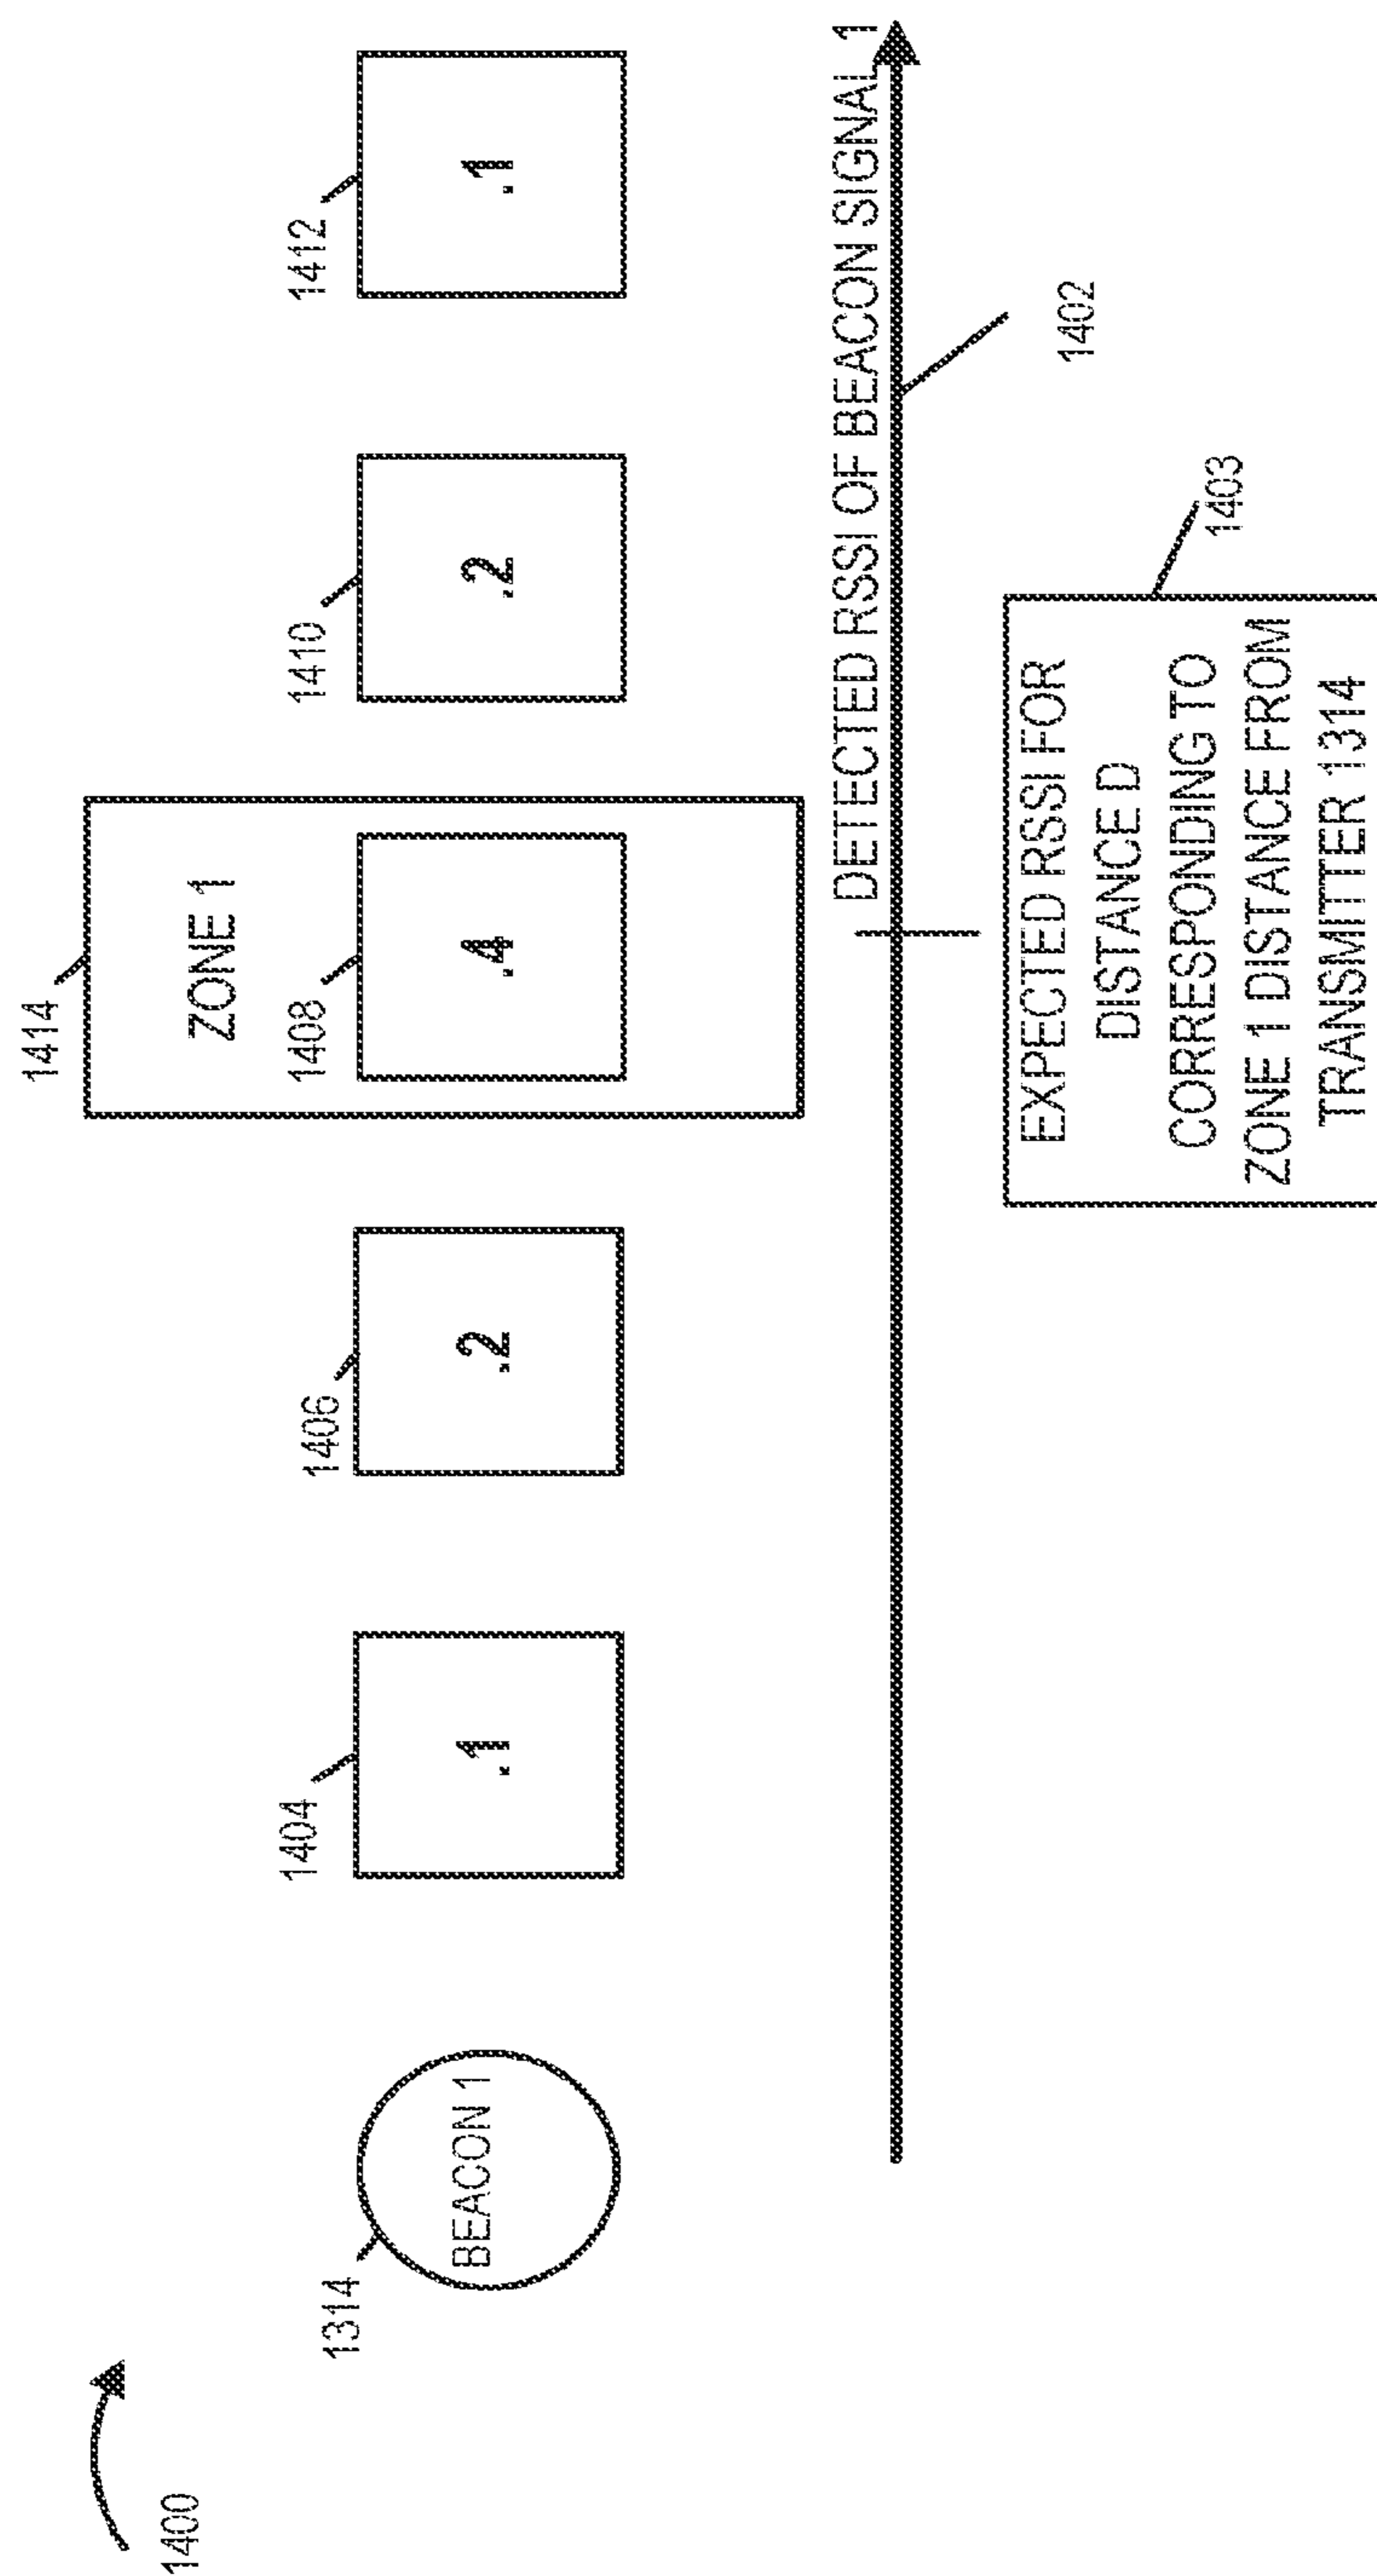 1400
1314
BEACON 1
1404
.1
1406
.2
1414
ZONE 1
1408
.4
1410
.2
1412
.1
DETECTED RSSI OF BEACON SIGNAL 1
1402
1403
EXPECTED RSSI FOR
DISTANCE D
CORRESPONDING TO
ZONE 1 DISTANCE FROM
TRANSMITTER 1314